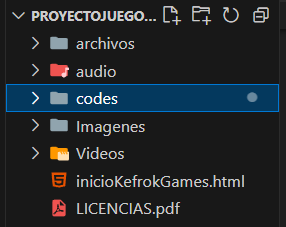 PROYECTOJUEGO...
archivos
audio
codes
Imagenes
Videos
inicioKefrokGames.html
LICENCIAS.pdf